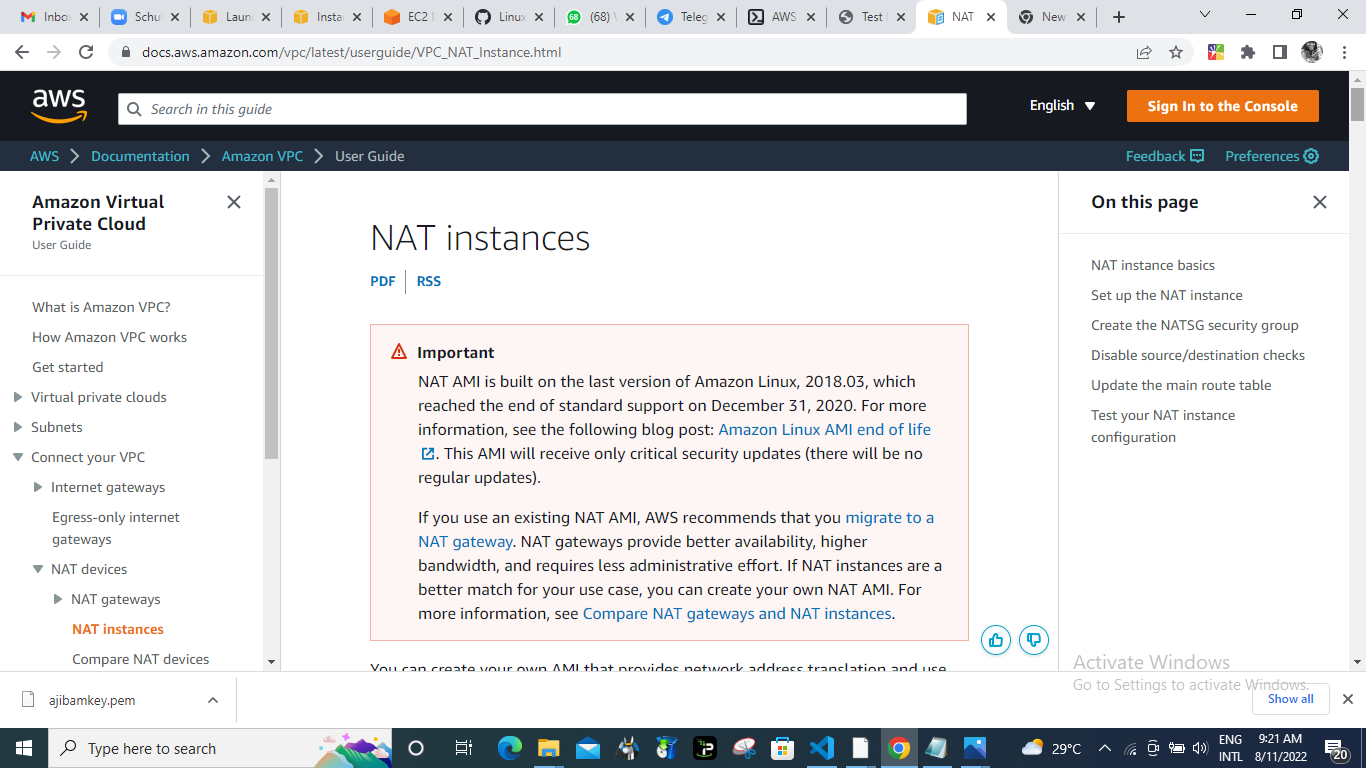 Inbo
Schu
Laun
Insta
EC2
Linux
68
(68)
Teleg
AWS
Test
NAT
New
docs.aws.amazon.com/vpc/latest/userguide/VPC_NAT_Instance.html
aws
Search in this guide
English
Sign In to the Console
AWS
Documentation
Amazon VPC
User Guide
Feedback
Preferences
Amazon Virtual
Private Cloud
User Guide
What is Amazon VPC?
How Amazon VPC works
Get started
Virtual private clouds
Subnets
Connect your VPC
Internet gateways
Egress-only internet
gateways
NAT devices
NAT gateways
NAT instances
Compare NAT devices
NAT instances
PDF
RSS
Important
NAT AMI is built on the last version of Amazon Linux, 2018.03, which
reached the end of standard support on December 31, 2020. For more
information, see the following blog post: Amazon Linux AMI end of life
. This AMI will receive only critical security updates (there will be no
regular updates).
If you use an existing NAT AMI, AWS recommends that you migrate to a
NAT gateway. NAT gateways provide better availability, higher
bandwidth, and requires less administrative effort. If NAT instances are a
better match for your use case, you can create your own NAT AMI. For
more information, see Compare NAT gateways and NAT instances.
You can create your own AMI that provides network address translation and use
On this page
NAT instance basics
Set up the NAT instance
Create the NATSG security group
Disable source/destination checks
Update the main route table
Test your NAT instance
configuration
Activate Windows
Go to Settings to activate Windows.
ajibamkey.pem
Show all
Type here to search
29°C
ENG
INTL
9:21 AM
8/11/2022
20